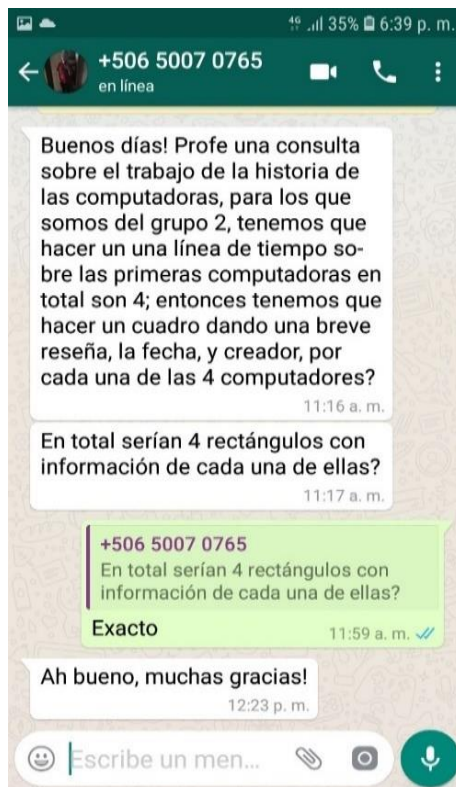 4G 35% 6:39 p. m.
+506 5007 0765
en línea
Buenos días! Profe una consulta
sobre el trabajo de la historia de
las computadoras, para los que
somos del grupo 2, tenemos que
hacer un una línea de tiempo so-
bre las primeras computadoras en
total son 4; entonces tenemos que
hacer un cuadro dando una breve
reseña, la fecha, y creador, por
cada una de las 4 computadores?
11:16 a. m.
En total serían 4 rectángulos con
información de cada una de ellas?
11:17 a. m.
+506 5007 0765
En total serían 4 rectángulos con
información de cada una de ellas?
Exacto
11:59 a. m.
Ah bueno, muchas gracias!
12:23 p. m.
Escribe un men...